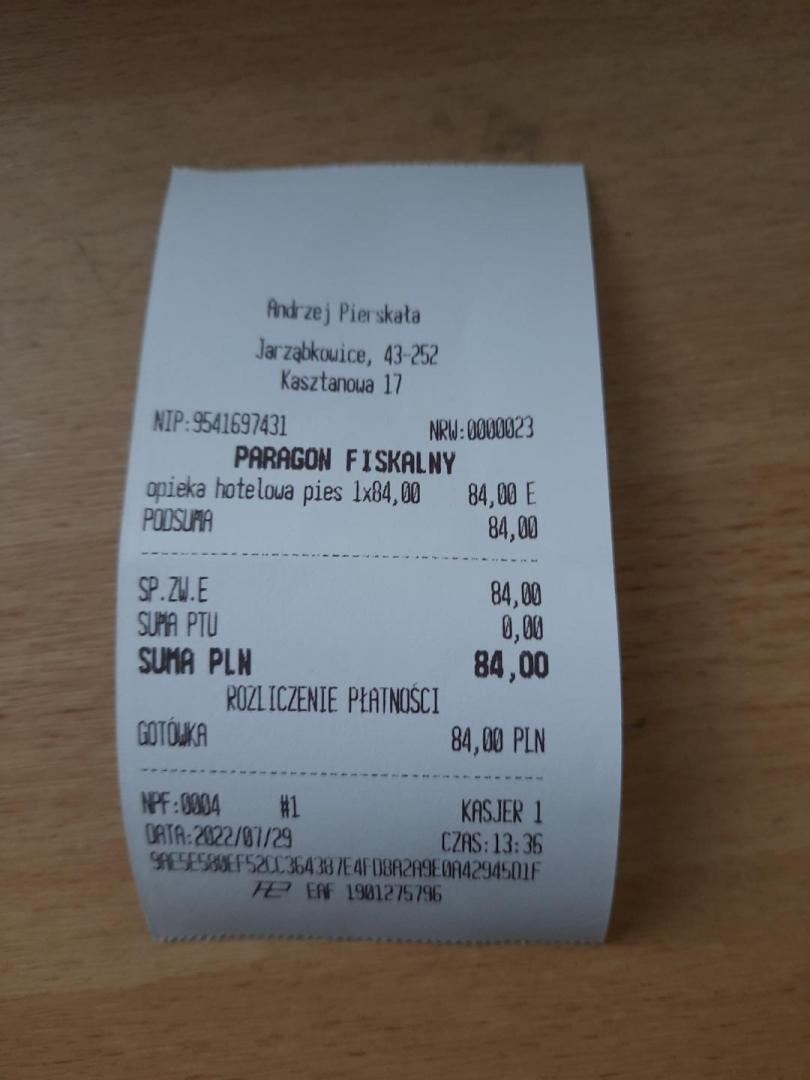 Andrzej Pierskała
Jarząbkowice, 43-252
Kasztanowa 17
NIP:9541697431 NRW:0000023
PARAGON FISKALNY
opieka hotelowa pies 1x84,00 84,00 E
PODSUMA 84,00
SP.ZW.E 84,00
SUMA PTU 0,00
SUMA PLN 84,00
ROZLICZENIE PŁATNOŚCI
GOTÓWKA 84,00 PLN
NPF:0004 #1 KASJER 1
DATA:2022/07/29 CZAS:13:36
9AE5E580EF52CC364387E4FD8A2A9E0A42945D1F
EAF 1901275796